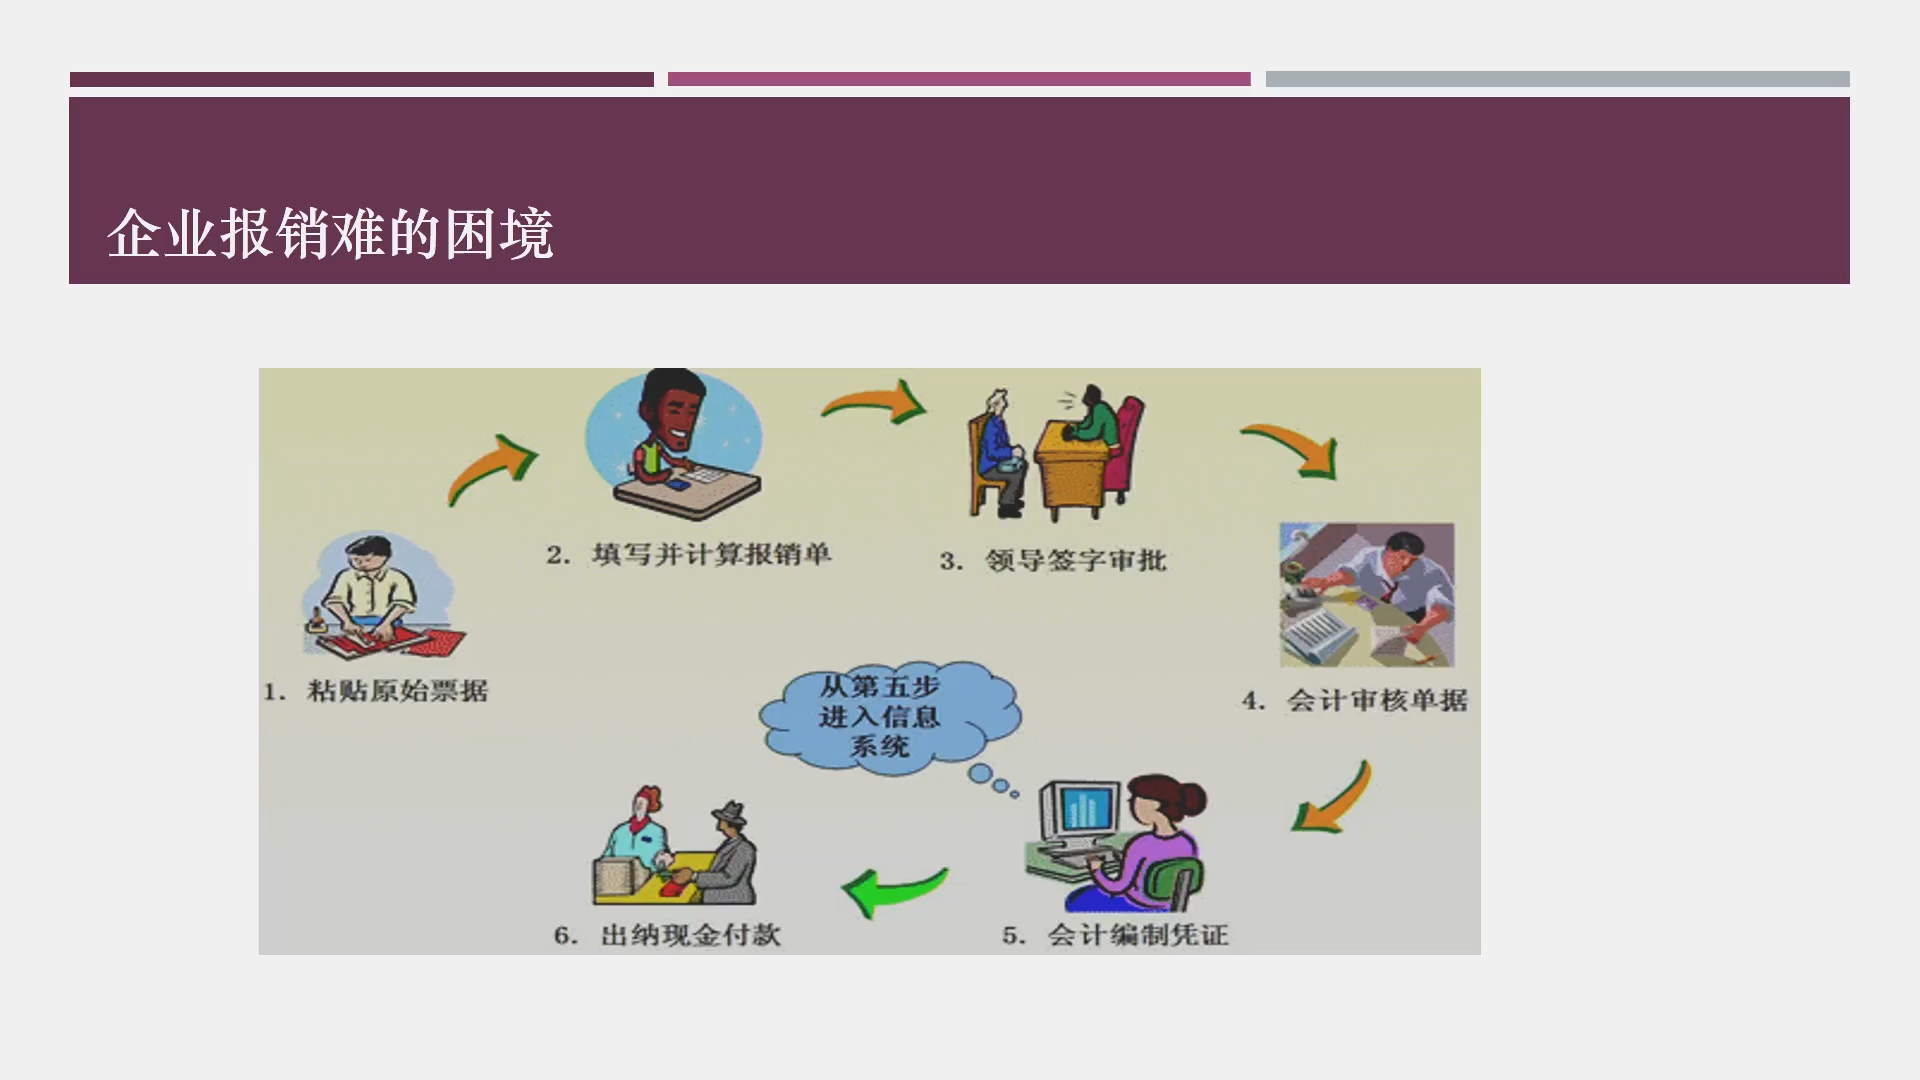 企业报销难的困境
1. 粘贴原始票据
2. 填写并计算报销单
3. 领导签字审批
4. 会计审核单据
从第五步
进入信息
系统
5. 会计编制凭证
6. 出纳现金付款